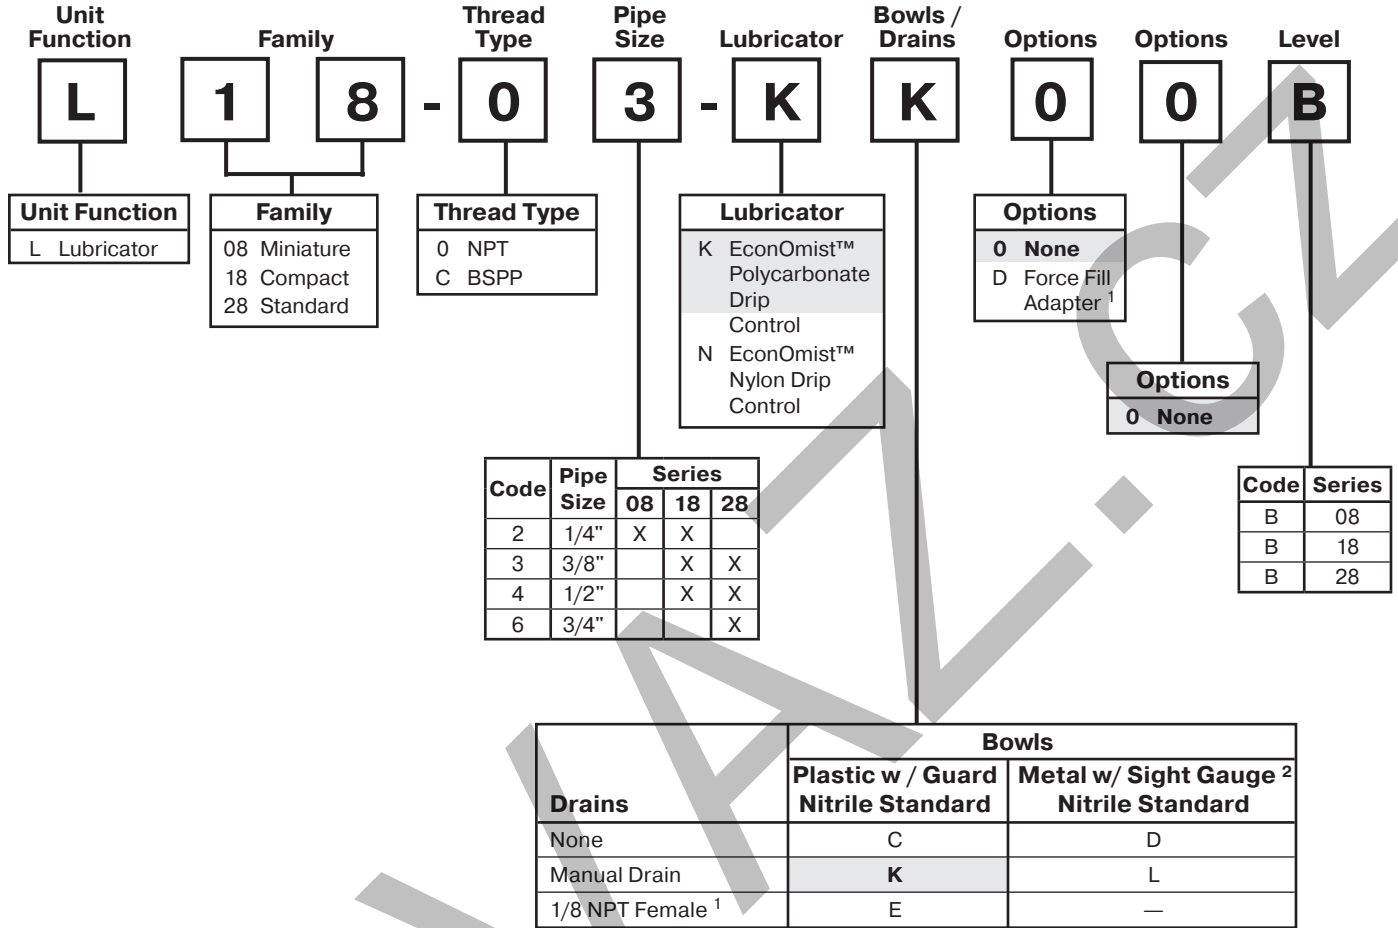 Unit Function
Family
Thread Type
Pipe Size
Lubricator
Bowls / Drains
Options
Options
Level
L 1 8 - 0 3 - K K 0 0 B
Unit Function
L Lubricator
Family
08 Miniature
18 Compact
28 Standard
Thread Type
0 NPT
C BSPP
Lubricator
K EconOmist™
Polycarbonate
Drip
Control
N EconOmist™
Nylon Drip
Control
Options
0 None
D Force Fill
Adapter 1
Options
0 None
Code Pipe Size Series
08 18 28
2 1/4" X X
3 3/8" X X
4 1/2" X X
6 3/4" X
Code Series
B 08
B 18
B 28
Bowls
Drains
Plastic w / Guard
Nitrile Standard
Metal w/ Sight Gauge 2
Nitrile Standard
None C D
Manual Drain K L
1/8 NPT Female 1 E —